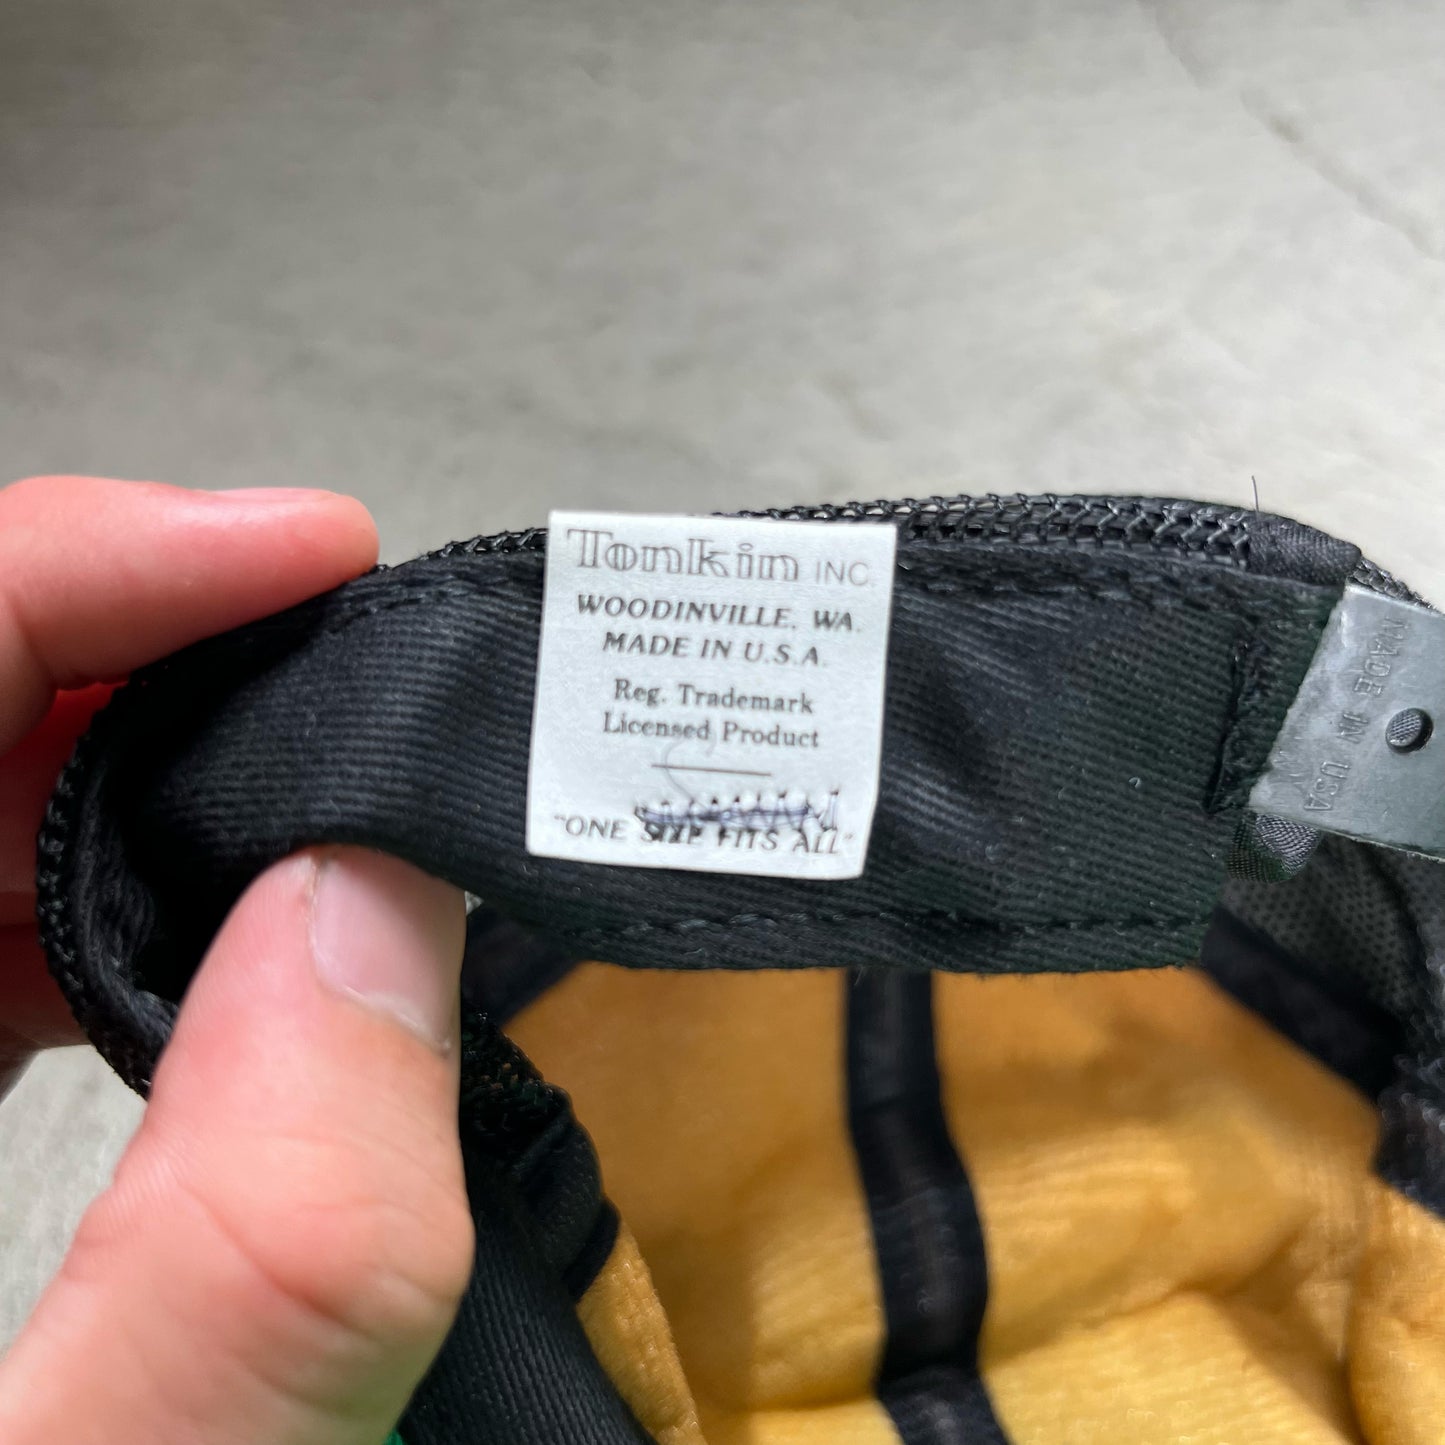 Tonkin INC.
WOODINVILLE, WA.
MADE IN U.S.A.
Reg. Trademark
Licensed Product
"ONE SIZE FITS ALL"
MADE IN USA